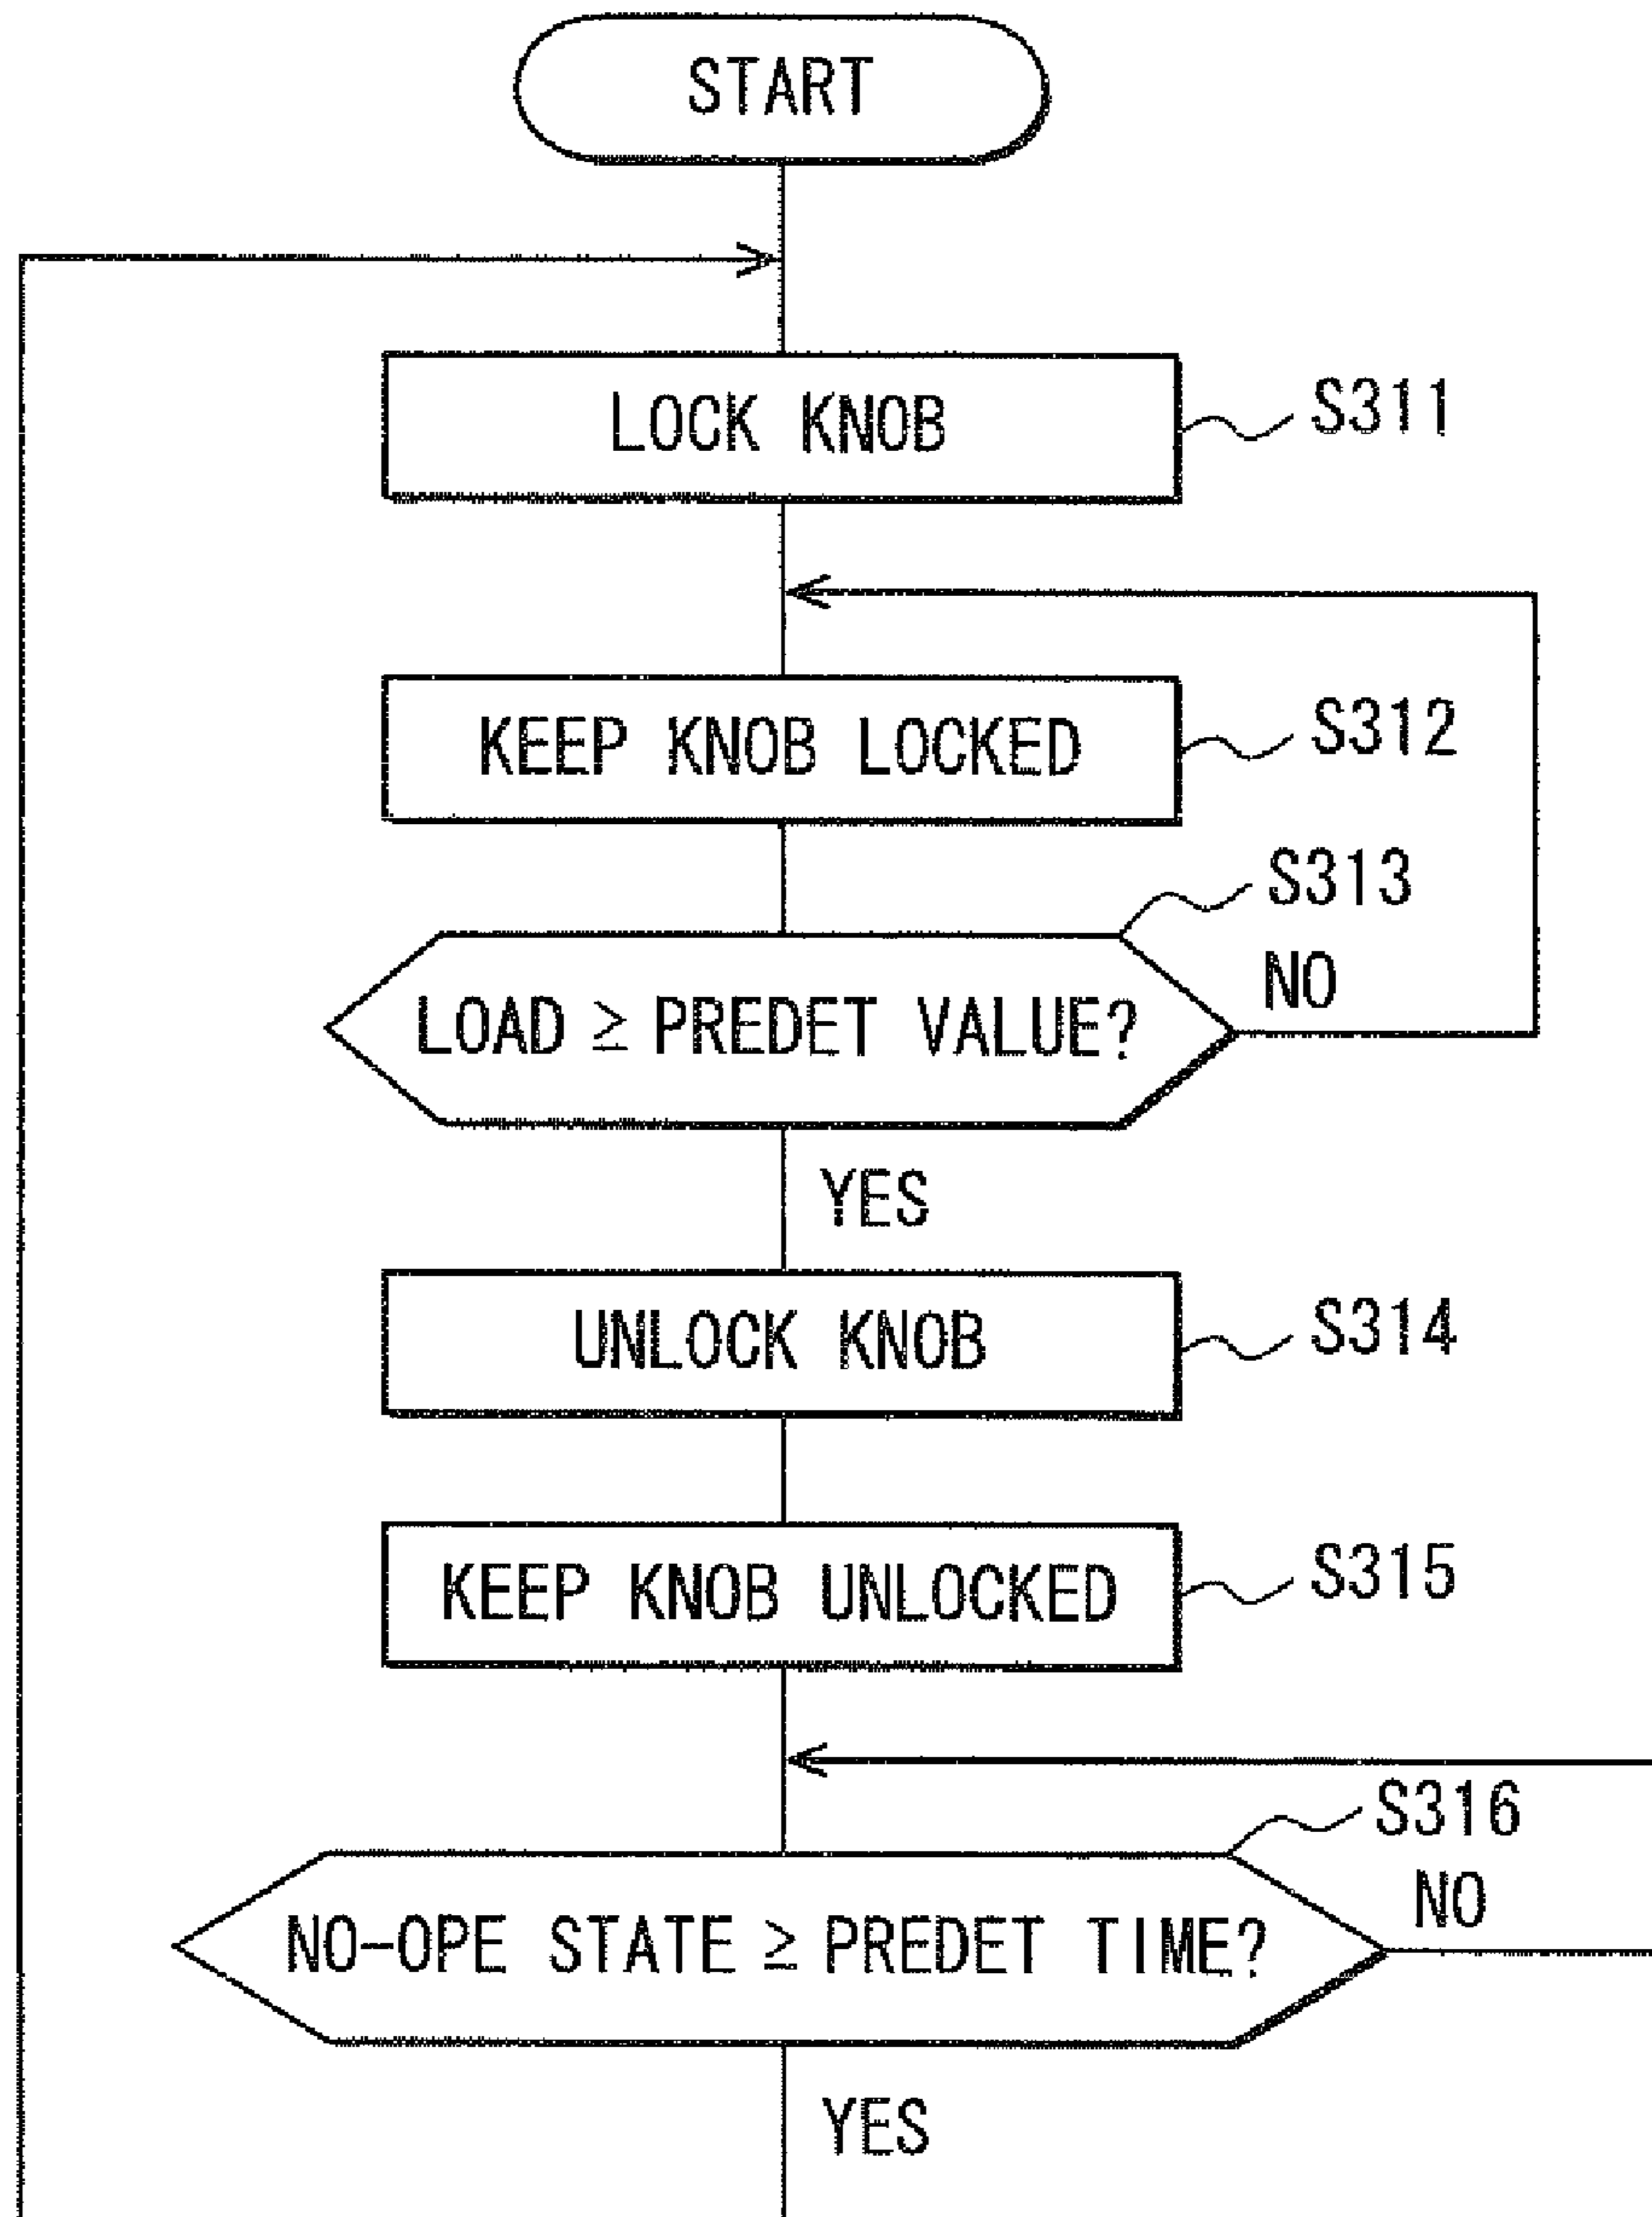 START
LOCK KNOB
S311
KEEP KNOB LOCKED
S312
S313
LOAD ≥ PREDET VALUE?
NO
YES
UNLOCK KNOB
S314
KEEP KNOB UNLOCKED
S315
S316
NO-OPE STATE ≥ PREDET TIME?
NO
YES